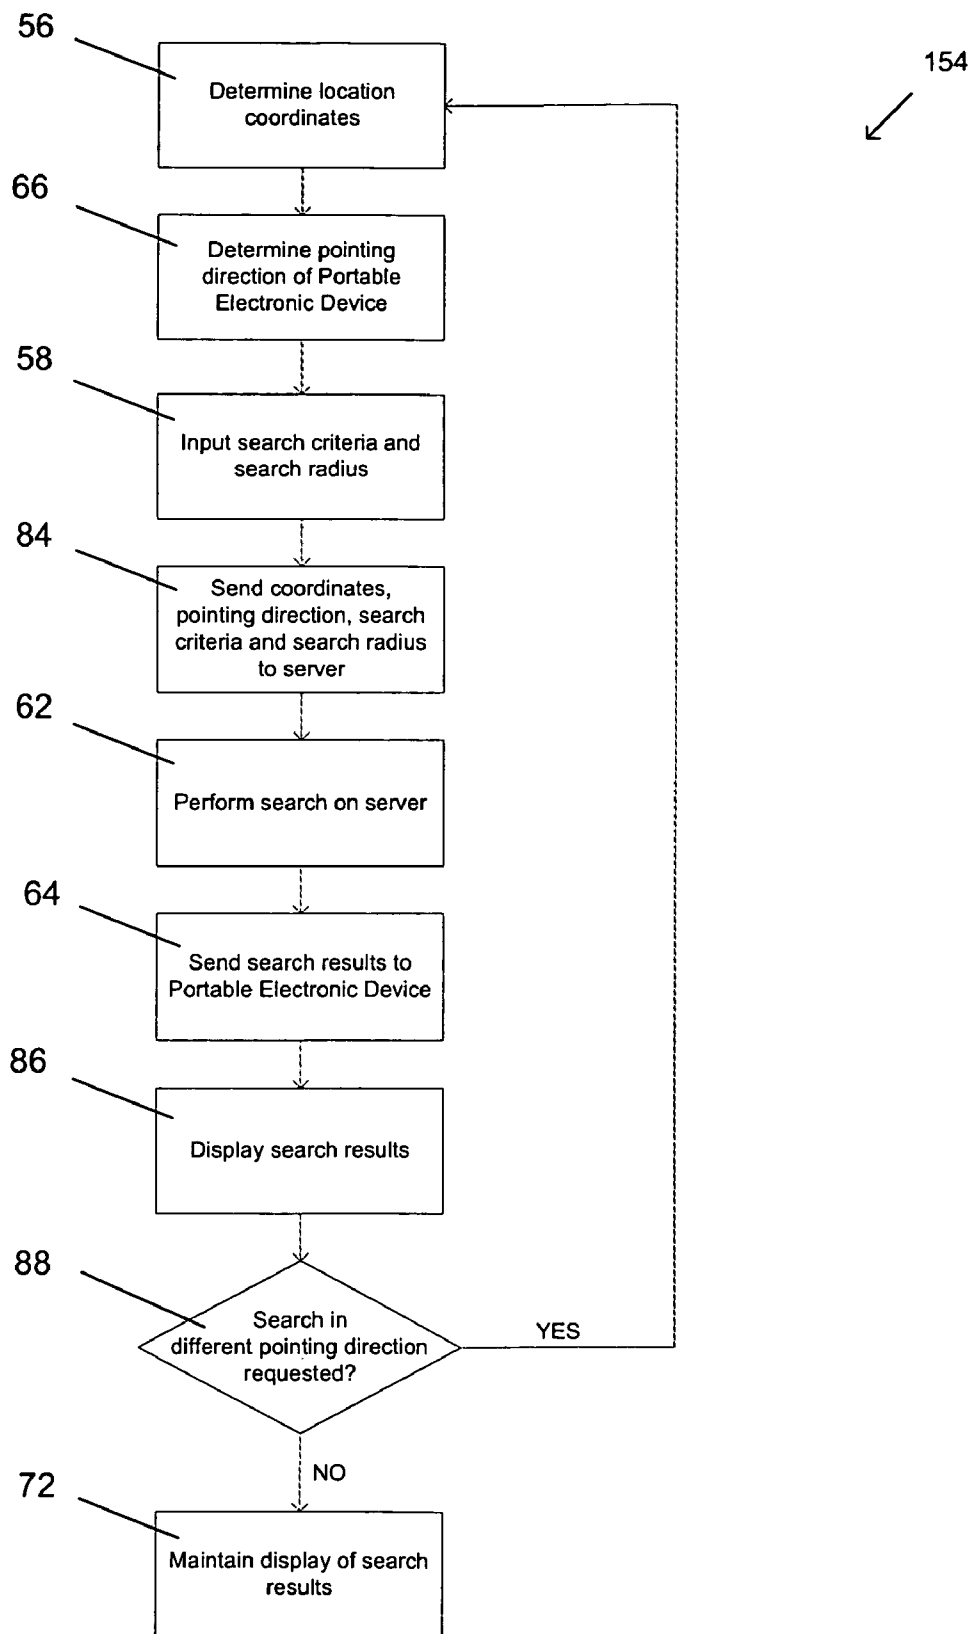 56
Determine location
coordinates
154
66
Determine pointing
direction of Portable
Electronic Device
58
Input search criteria and
search radius
84
Send coordinates,
pointing direction, search
criteria and search radius
to server
62
Perform search on server
64
Send search results to
Portable Electronic Device
86
Display search results
88
Search in
different pointing direction
requested?
YES
NO
72
Maintain display of search
results